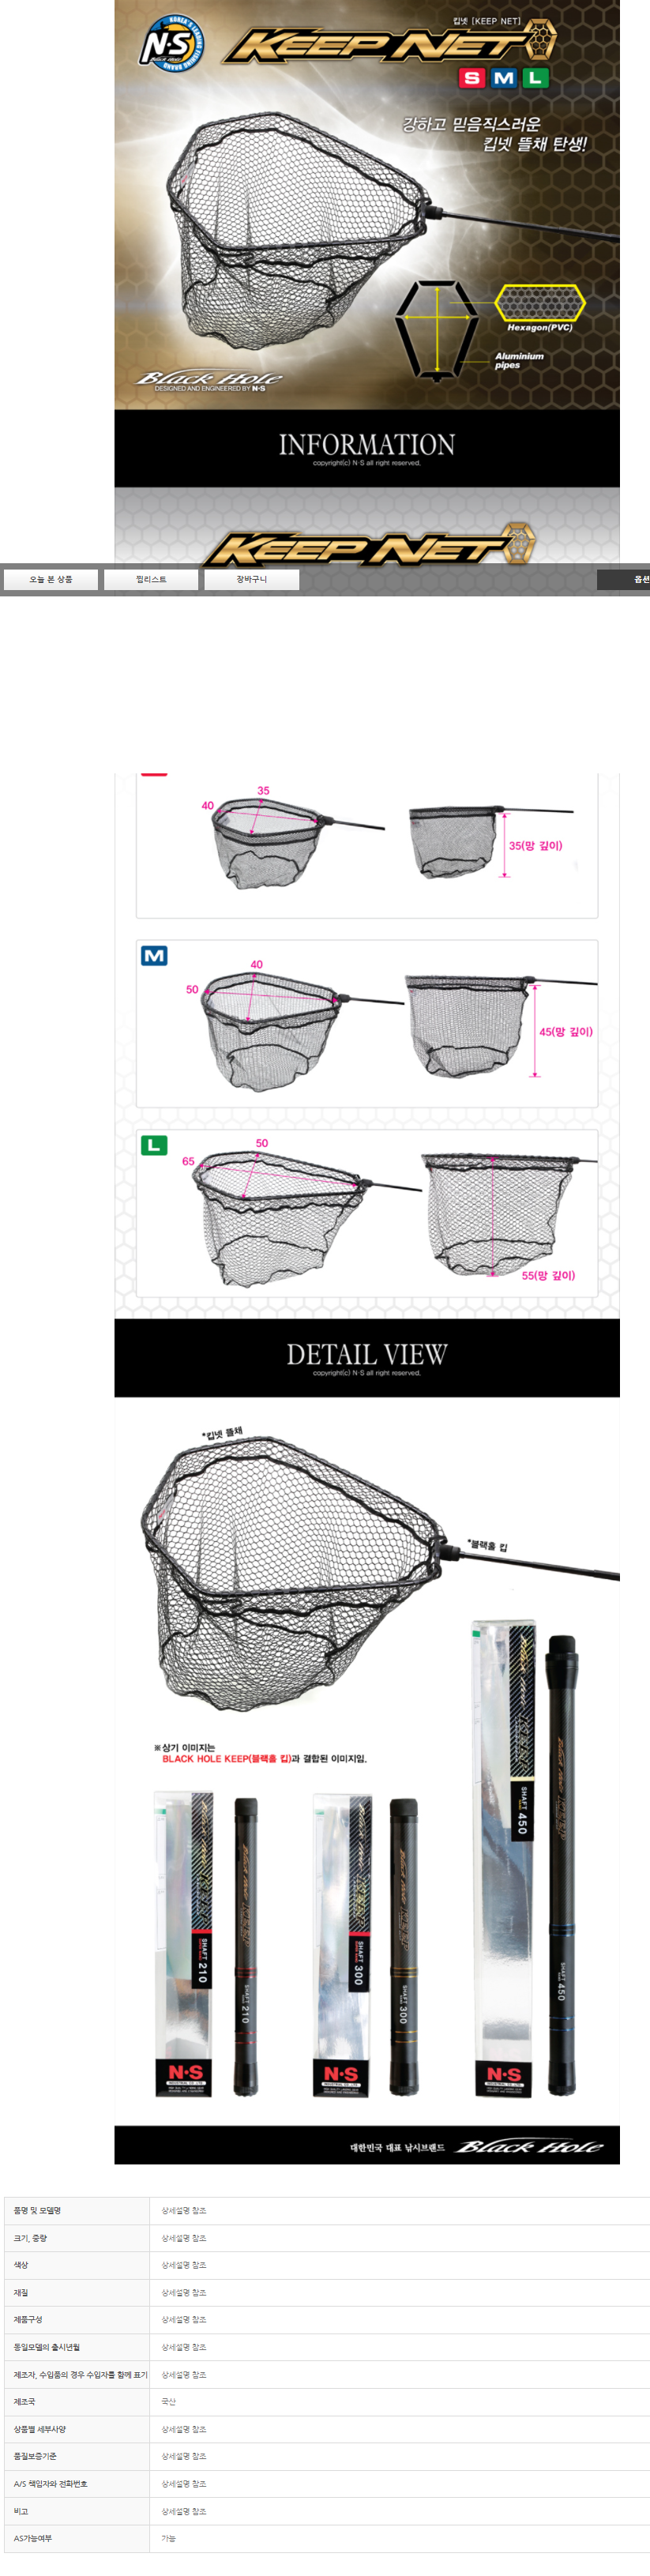 킵넷 [KEEP NET]
N·S
KOREA'S LEADING FISHING BRAND
KEEP NET
S M L
강하고 믿음직스러운
킵넷 뜰채 탄생!
Hexagon(PVC)
Aluminium
pipes
Black Hole
DESIGNED AND ENGINEERED BY N·S
INFORMATION
copyright(c) N·S all right reserved.
KEEP NET
오늘 본 상품
찜리스트
장바구니
옵션
35
40
35(망 깊이)
M
40
50
45(망 깊이)
L
50
65
55(망 깊이)
DETAIL VIEW
copyright(c) N·S all right reserved.
*킵넷 뜰채
*블랙홀 킵
※상기 이미지는
BLACK HOLE KEEP(블랙홀 킵)과 결합된 이미지임.
SHAFT 450
SHAFT 450
SHAFT 210
SHAFT 210
SHAFT 300
SHAFT 300
N·S
N·S
N·S
대한민국 대표 낚시브랜드 Black Hole
품명 및 모델명 상세설명 참조
크기, 중량 상세설명 참조
색상 상세설명 참조
재질 상세설명 참조
제품구성 상세설명 참조
동일모델의 출시년월 상세설명 참조
제조자, 수입품의 경우 수입자를 함께 표기 상세설명 참조
제조국 국산
상품별 세부사양 상세설명 참조
품질보증기준 상세설명 참조
A/S 책임자와 전화번호 상세설명 참조
비고 상세설명 참조
AS가능여부 가능